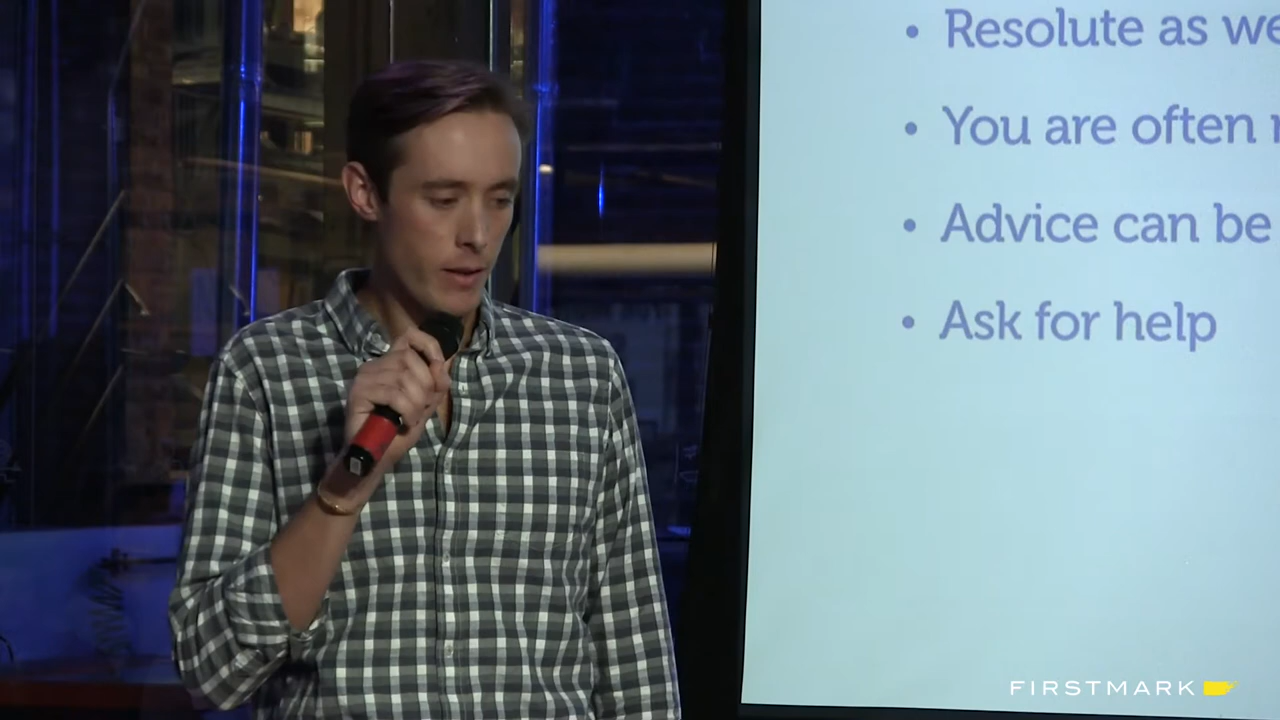 • Resolute as we
• You are often
• Advice can be
• Ask for help
FIRSTMARK